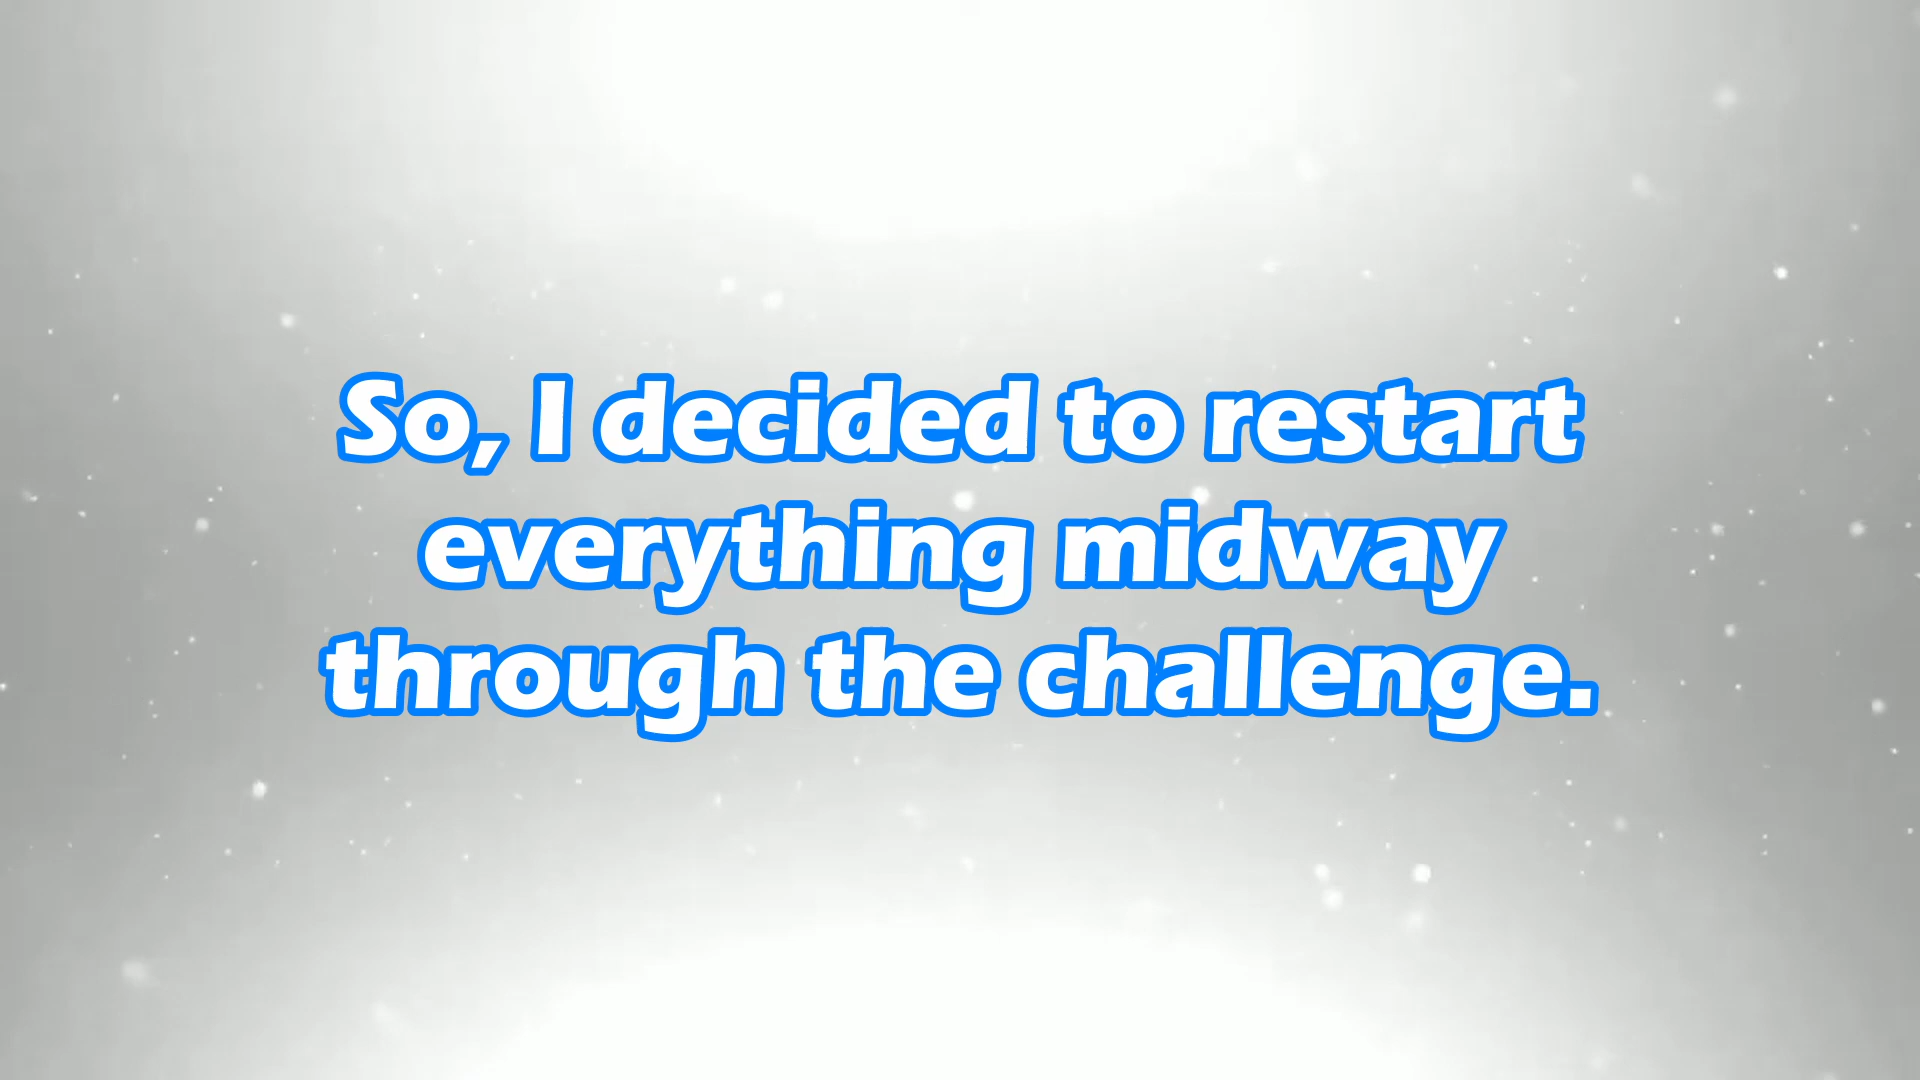 So, I decided to restart
everything midway
through the challenge.